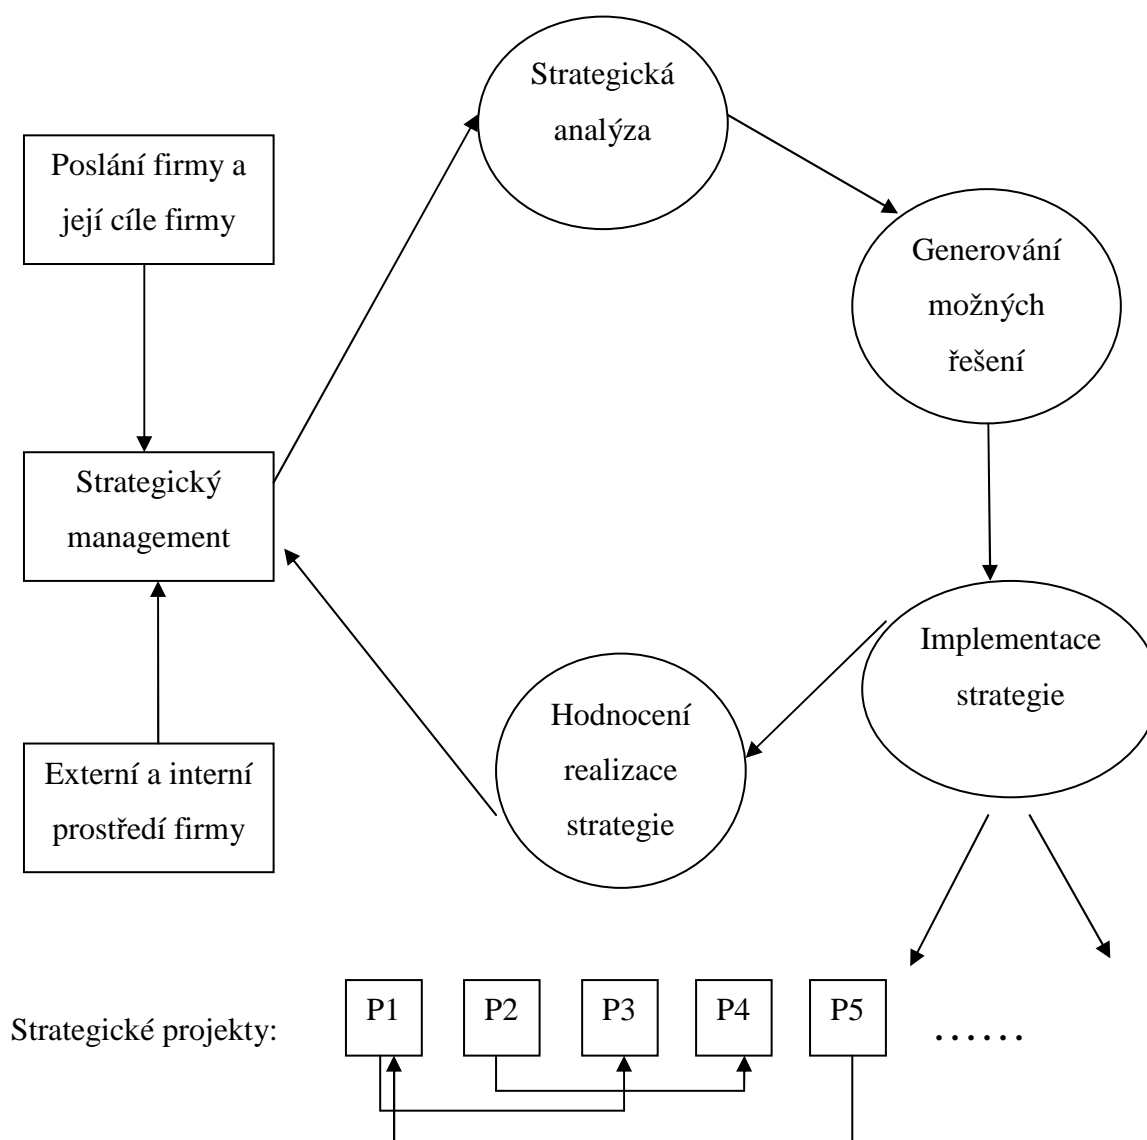 Strategická
analýza
Poslání firmy a
její cíle firmy
Generování
možných
řešení
Strategický
management
Implementace
strategie
Hodnocení
realizace
strategie
Externí a interní
prostředí firmy
Strategické projekty:
P1
P2
P3
P4
P5
......